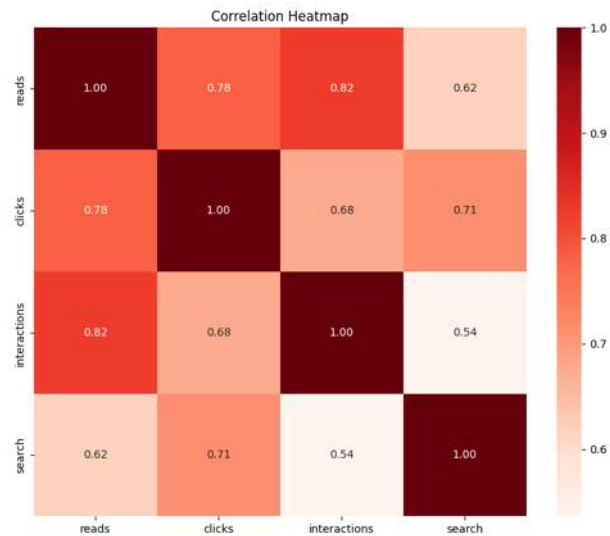 Correlation Heatmap
reads
1.00 0.78 0.82 0.62
clicks
0.78 1.00 0.68 0.71
interactions
0.82 0.68 1.00 0.54
search
0.62 0.71 0.54 1.00
reads clicks interactions search
1.0
0.9
0.8
0.7
0.6